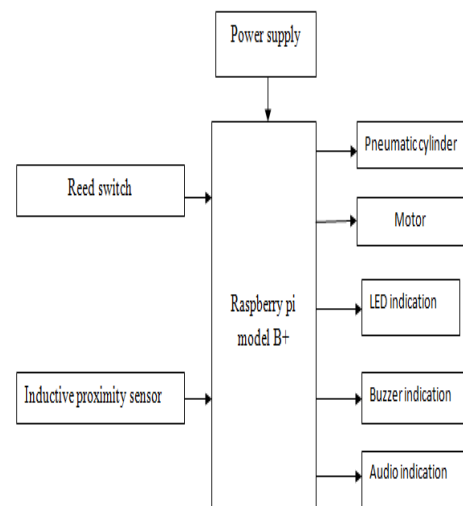 Power supply
Pneumatic cylinder
Reed switch
Motor
Raspberry pi
model B+
LED indication
Inductive proximity sensor
Buzzer indication
Audio indication